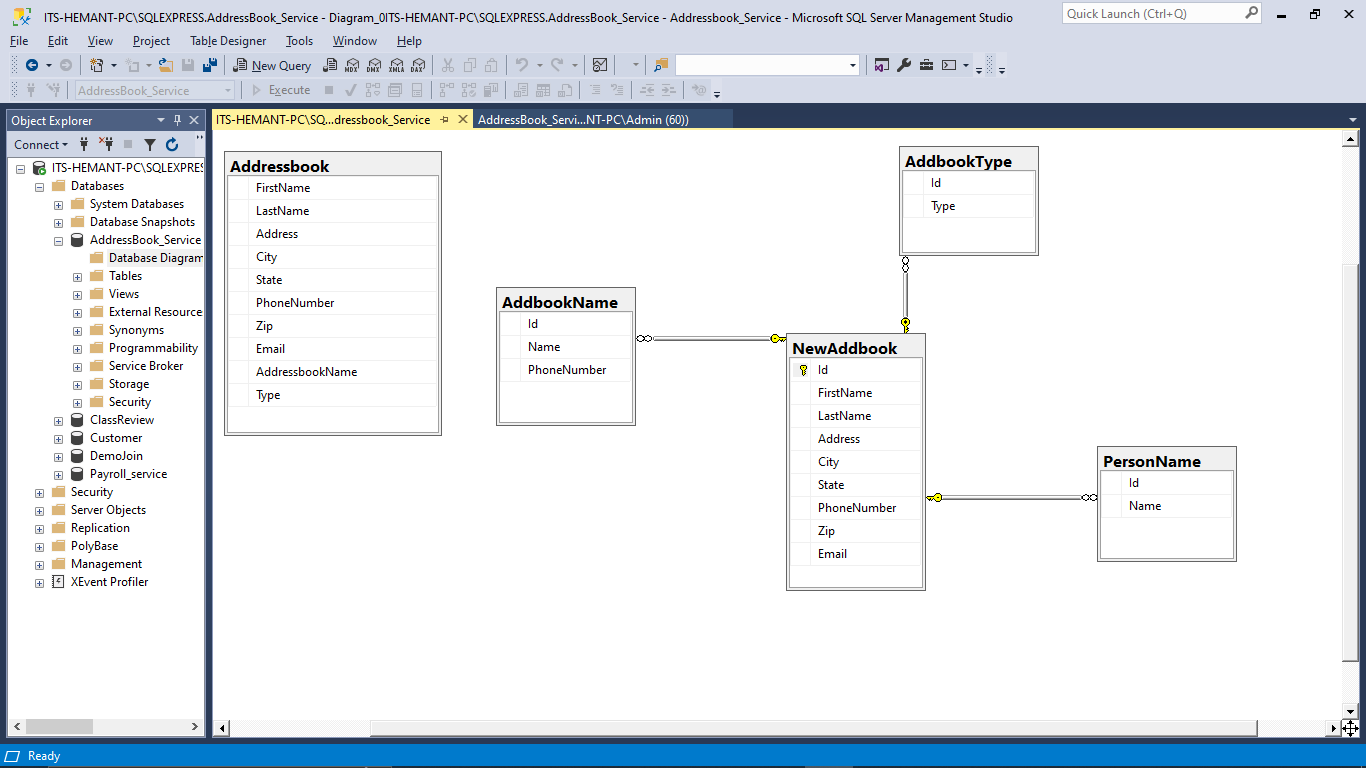 ITS-HEMANT-PC\SQLEXPRESS.AddressBook_Service - Diagram_0ITS-HEMANT-PC\SQLEXPRESS.AddressBook_Service - Addressbook_Service - Microsoft SQL Server Management Studio
Quick Launch (Ctrl+Q)
File Edit View Project Table Designer Tools Window Help
New Query MDX DMX XMLA DAX
AddressBook_Service Execute
Object Explorer
Connect
ITS-HEMANT-PC\SQLEXPRES
Databases
System Databases
Database Snapshots
AddressBook_Service
Database Diagram
Tables
Views
External Resource
Synonyms
Programmability
Service Broker
Storage
Security
ClassReview
Customer
DemoJoin
Payroll_service
Security
Server Objects
Replication
PolyBase
Management
XEvent Profiler
ITS-HEMANT-PC\SQ...dressbook_Service
AddressBook_Servi...NT-PC\Admin (60))
Addressbook
FirstName
LastName
Address
City
State
PhoneNumber
Zip
Email
AddressbookName
Type
AddbookName
Id
Name
PhoneNumber
AddbookType
Id
Type
NewAddbook
Id
FirstName
LastName
Address
City
State
PhoneNumber
Zip
Email
PersonName
Id
Name
Ready